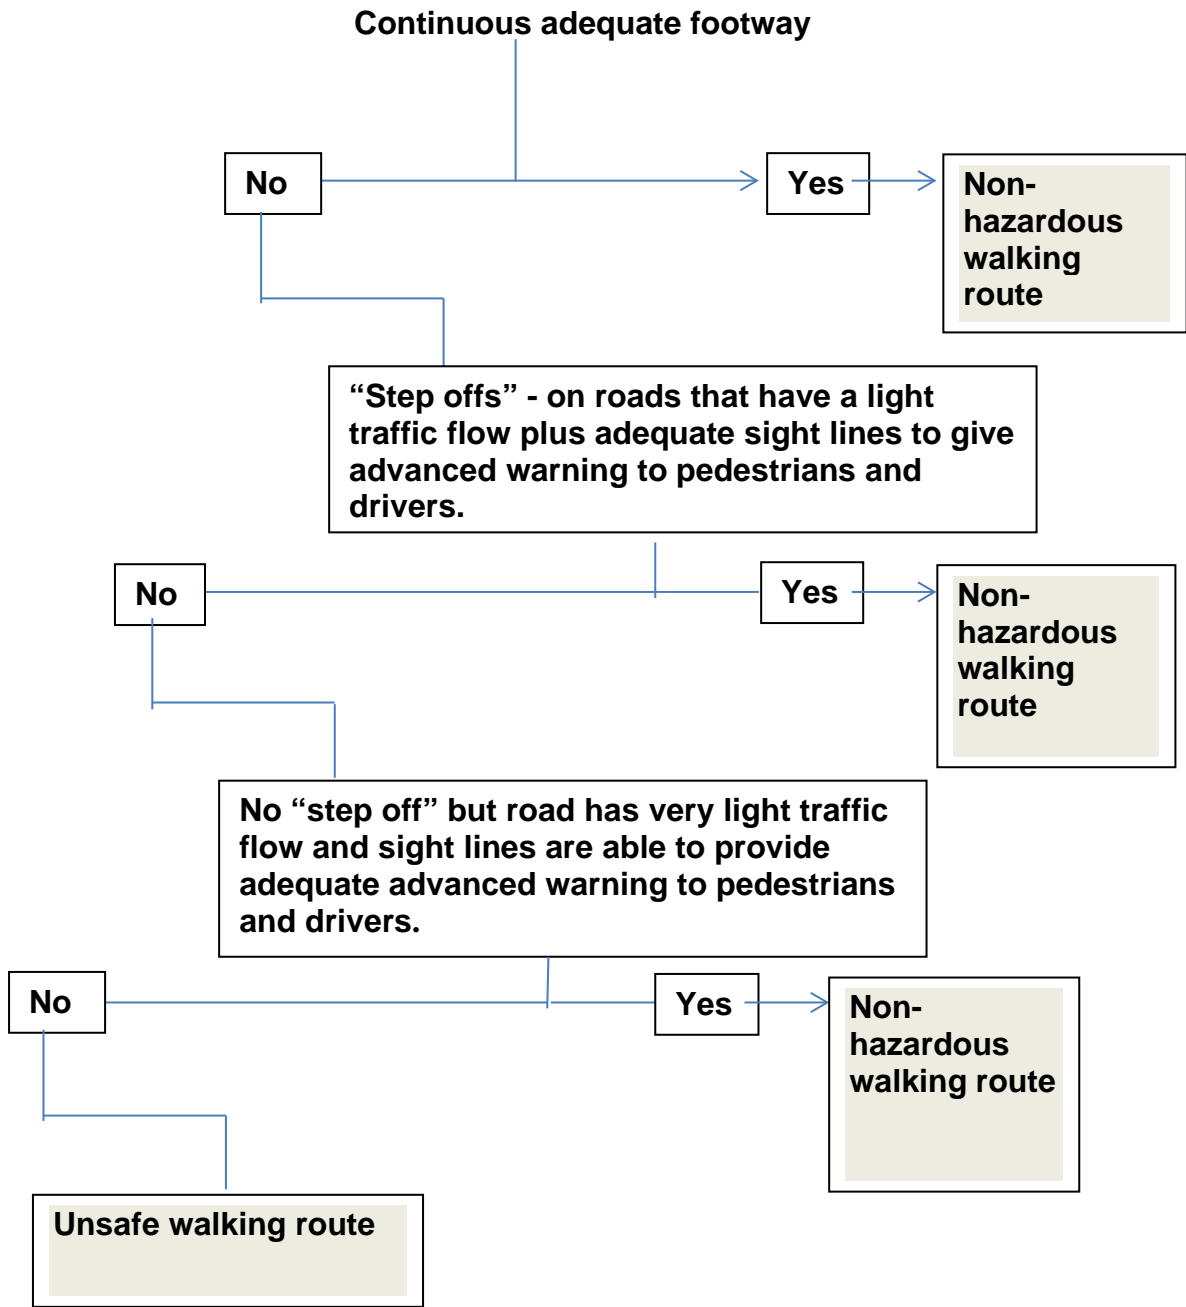 Continuous adequate footway
No
Yes
Non-
hazardous
walking
route
“Step offs” - on roads that have a light
traffic flow plus adequate sight lines to give
advanced warning to pedestrians and
drivers.
No
Yes
Non-
hazardous
walking
route
No “step off” but road has very light traffic
flow and sight lines are able to provide
adequate advanced warning to pedestrians
and drivers.
No
Yes
Non-
hazardous
walking route
Unsafe walking route